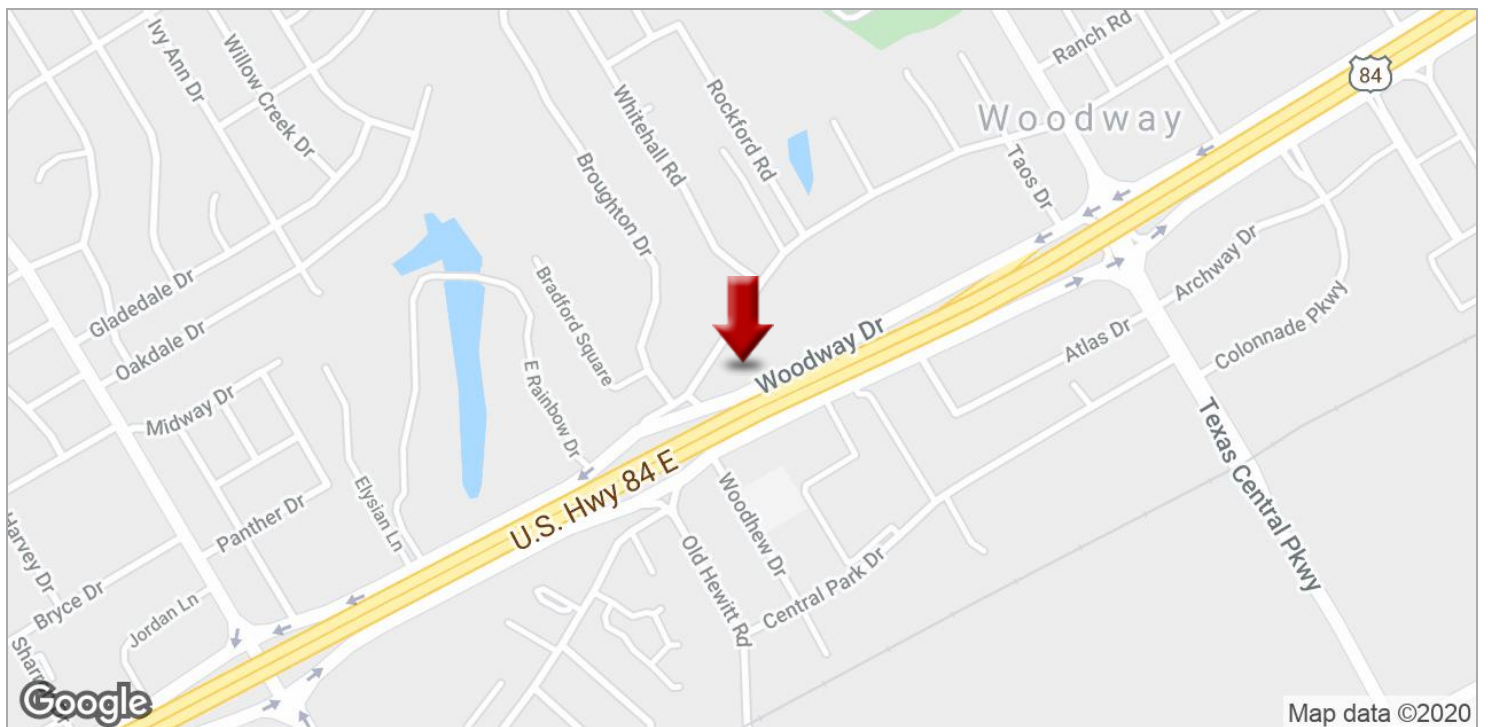 Ivy Ann Dr
Willow Creek Dr
Whitehall Rd
Rockford Rd
Ranch Rd
84
Woodway
Taos Dr
Broughton Dr
Gladedale Dr
Oakdale Dr
Bradford Square
E Rainbow Dr
Woodway Dr
Archway Dr
Atlas Dr
Colonnade Pkwy
Midway Dr
Texas Central Pkwy
Elysian Ln
Panther Dr
U.S. Hwy 84 E
Woodhew Dr
Old Hewitt Rd
Central Park Dr
Harvey Dr
Bryce Dr
Jordan Ln
Google
Map data ©2020